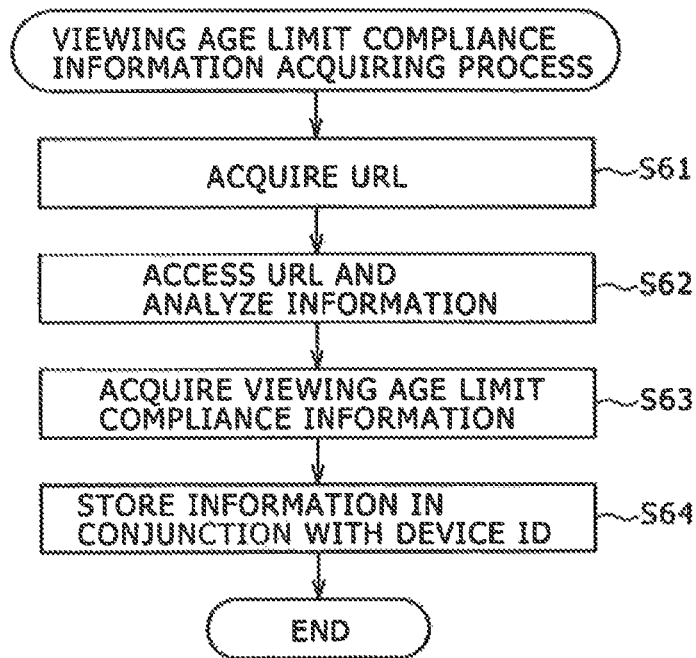 VIEWING AGE LIMIT COMPLIANCE
INFORMATION ACQUIRING PROCESS
ACQUIRE URL
S61
ACCESS URL AND
ANALYZE INFORMATION
S62
ACQUIRE VIEWING AGE LIMIT
COMPLIANCE INFORMATION
S63
STORE INFORMATION IN
CONJUNCTION WITH DEVICE ID
S64
END